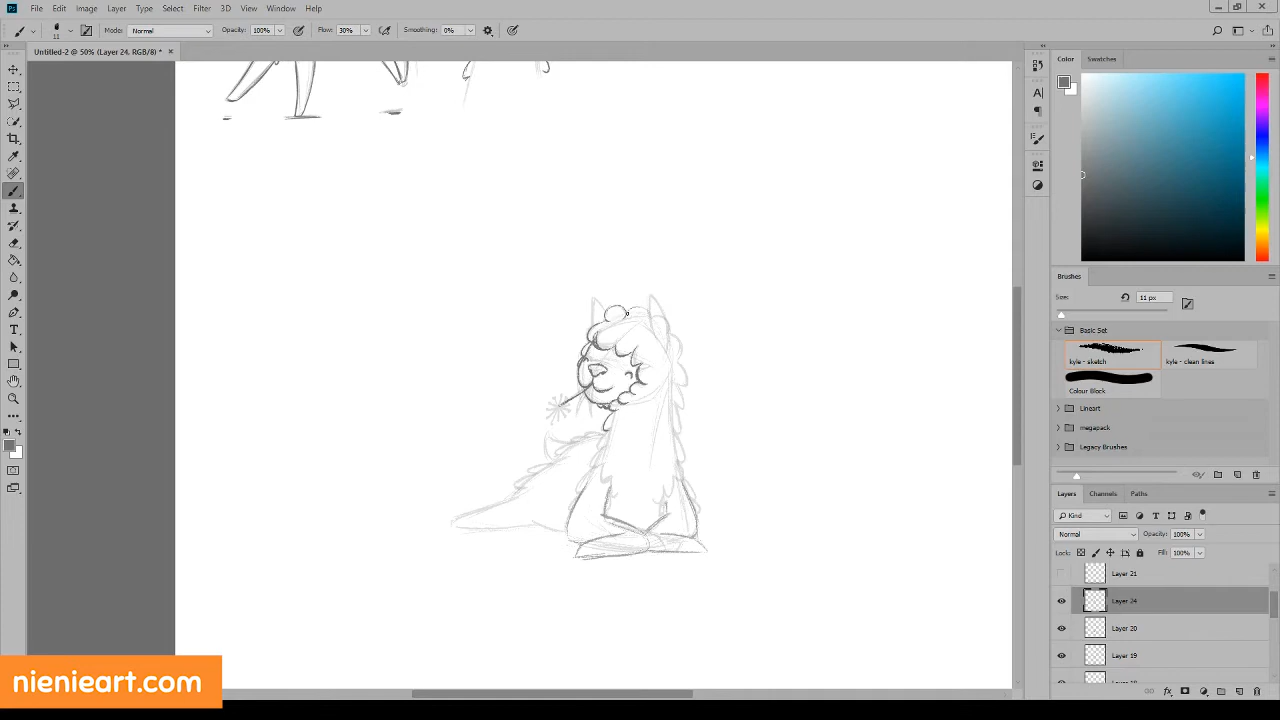 Ps File Edit Image Layer Type Select Filter 3D View Window Help
11 Mode: Normal Opacity: 100% Flow: 30% Smoothing: 0%
Untitled-2 @ 50% (Layer 24, RGB/8) * ×
Color Swatches
Brushes
Size: 11 px
Basic Set
kyle - sketch kyle - clean lines
Colour Block
Lineart
megapack
Legacy Brushes
Layers Channels Paths
Kind
Normal Opacity: 100%
Lock: Fill: 100%
Layer 21
Layer 24
Layer 20
Layer 19
nienieart.com